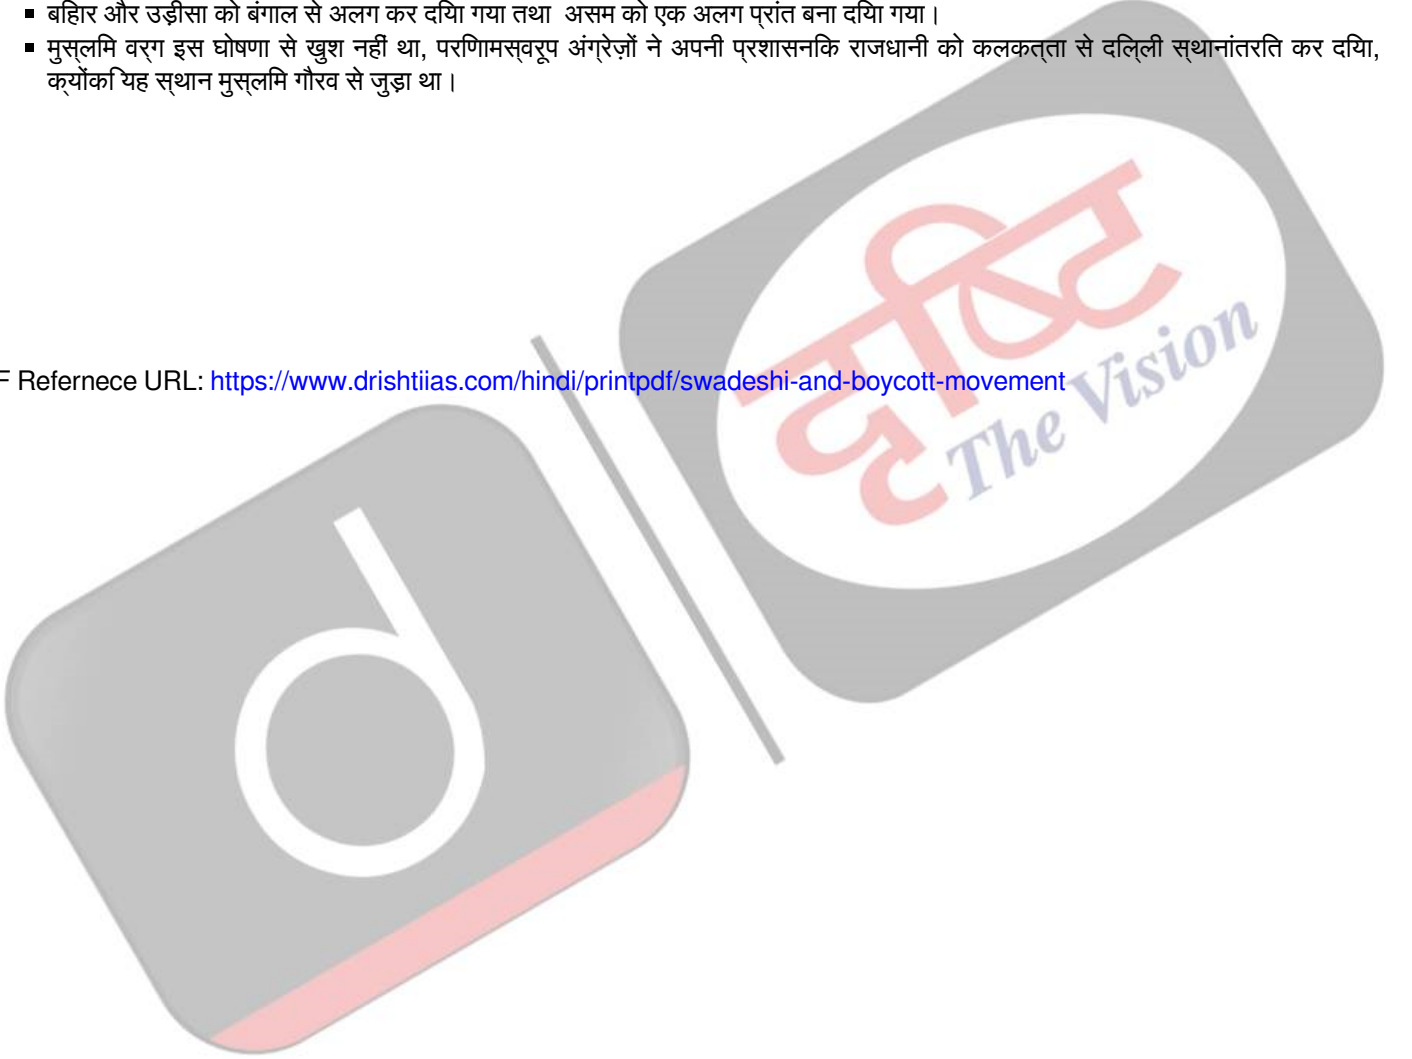 ▪ बिहार और उड़ीसा को बंगाल से अलग कर दिया गया तथा असम को एक अलग प्रांत बना दिया गया।
▪ मुस्लिम वर्ग इस घोषणा से खुश नहीं था, परिणामस्वरूप अंग्रेज़ों ने अपनी प्रशासनिक राजधानी को कलकत्ता से दिल्ली स्थानांतरित कर दिया,
क्योंकि यह स्थान मुस्लिम गौरव से जुड़ा था।
F Refernece URL: https://www.drishtiias.com/hindi/printpdf/swadeshi-and-boycott-movement
दृष्टि
The Vision
d